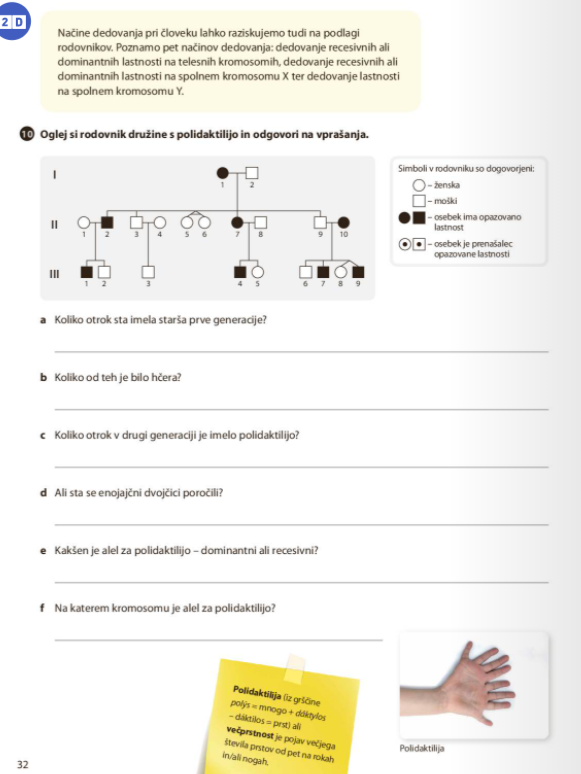 2 D
Načine dedovanja pri človeku lahko raziskujemo tudi na podlagi
rodovnikov. Poznamo pet načinov dedovanja: dedovanje recesivnih ali
dominantnih lastnosti na telesnih kromosomih, dedovanje recesivnih ali
dominantnih lastnosti na spolnem kromosomu X ter dedovanje lastnosti
na spolnem kromosomu Y.
10 Oglej si rodovnik družine s polidaktilijo in odgovori na vprašanja.
I
1 2
II
1 2 3 4 5 6 7 8 9 10
III
1 2 3 4 5 6 7 8 9
Simboli v rodovniku so dogovorjeni:
– ženska
– moški
– osebek ima opazovano
lastnost
– osebek je prenašalec
opazovane lastnosti
a Koliko otrok sta imela starša prve generacije?
b Koliko od teh je bilo hčera?
c Koliko otrok v drugi generaciji je imelo polidaktilijo?
d Ali sta se enojajčni dvojčici poročili?
e Kakšen je alel za polidaktilijo – dominantni ali recesivni?
f Na katerem kromosomu je alel za polidaktilijo?
Polidaktilija (iz grščine
polýs = mnogo + dáktylos
– dáktilos = prst) ali
večprstnost je pojav večjega
števila prstov od pet na rokah
in/ali nogah.
Polidaktilija
32